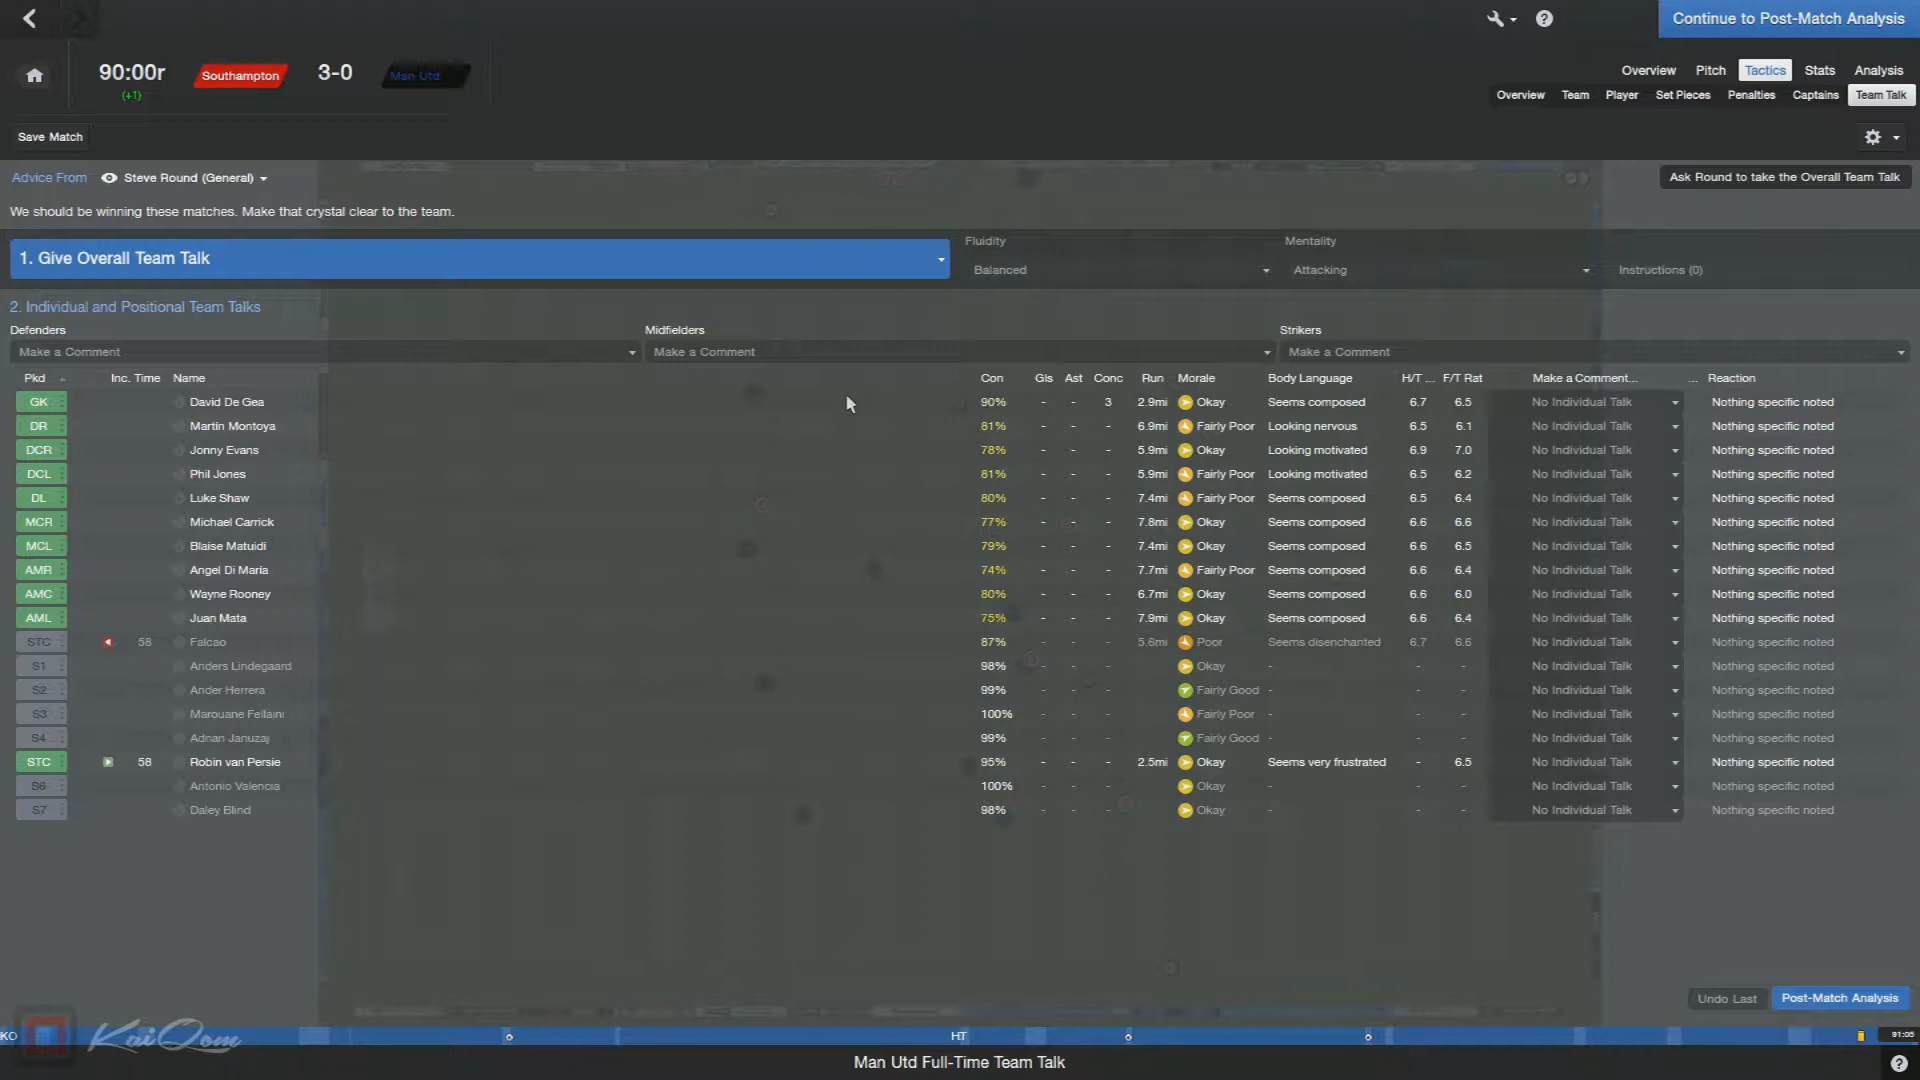 Continue to Post-Match Analysis
90:00r
(+1)
Southampton
3-0
Man Utd
Overview Pitch Tactics Stats Analysis
Overview Team Player Set Pieces Penalties Captains Team Talk
Save Match
Advice From Steve Round (General)
Ask Round to take the Overall Team Talk
We should be winning these matches. Make that crystal clear to the team.
1. Give Overall Team Talk
Fluidity
Balanced
Mentality
Attacking
Instructions (0)
2. Individual and Positional Team Talks
Defenders Midfielders Strikers
Make a Comment Make a Comment Make a Comment
Pkd Inc. Time Name Con Gls Ast Conc Run Morale Body Language H/T ... F/T Rat Make a Comment... ... Reaction
GK David De Gea 90% - - 3 2.9mi Okay Seems composed 6.7 6.5 No Individual Talk Nothing specific noted
DR Martín Montoya 81% - - - 6.9mi Fairly Poor Looking nervous 6.5 6.1 No Individual Talk Nothing specific noted
DCR Jonny Evans 78% - - - 5.9mi Okay Looking motivated 6.9 7.0 No Individual Talk Nothing specific noted
DCL Phil Jones 81% - - - 5.9mi Fairly Poor Looking motivated 6.5 6.2 No Individual Talk Nothing specific noted
DL Luke Shaw 80% - - - 7.4mi Fairly Poor Seems composed 6.5 6.4 No Individual Talk Nothing specific noted
MCR Michael Carrick 77% - - - 7.8mi Okay Seems composed 6.6 6.6 No Individual Talk Nothing specific noted
MCL Blaise Matuidi 79% - - - 7.4mi Okay Seems composed 6.6 6.5 No Individual Talk Nothing specific noted
AMR Angel Di María 74% - - - 7.7mi Fairly Poor Seems composed 6.6 6.4 No Individual Talk Nothing specific noted
AMC Wayne Rooney 80% - - - 6.7mi Okay Seems composed 6.6 6.0 No Individual Talk Nothing specific noted
AML Juan Mata 75% - - - 7.9mi Okay Seems composed 6.6 6.4 No Individual Talk Nothing specific noted
STC 58 Falcao 87% - - - 5.6mi Poor Seems disenchanted 6.7 6.6 No Individual Talk Nothing specific noted
S1 Anders Lindegaard 98% - - - Okay - - - No Individual Talk Nothing specific noted
S2 Ander Herrera 99% - - - Fairly Good - - - No Individual Talk Nothing specific noted
S3 Marouane Fellaini 100% - - - Fairly Poor - - - No Individual Talk Nothing specific noted
S4 Adnan Januzaj 99% - - - Fairly Good - - - No Individual Talk Nothing specific noted
STC 58 Robin van Persie 95% - - - 2.5mi Okay Seems very frustrated - 6.5 No Individual Talk Nothing specific noted
S6 Antonio Valencia 100% - - - Okay - - - No Individual Talk Nothing specific noted
S7 Daley Blind 98% - - - Okay - - - No Individual Talk Nothing specific noted
Undo Last Post-Match Analysis
KaiQom
KO HT 91:05
Man Utd Full-Time Team Talk